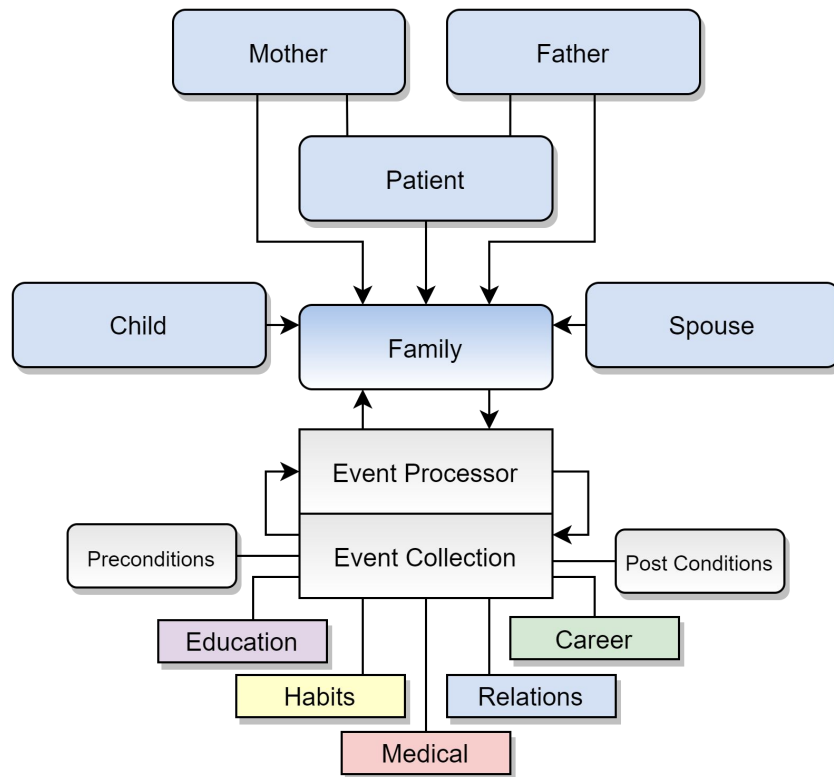 Mother
Father
Patient
Child
Family
Spouse
Event Processor
Preconditions
Event Collection
Post Conditions
Education
Career
Habits
Relations
Medical